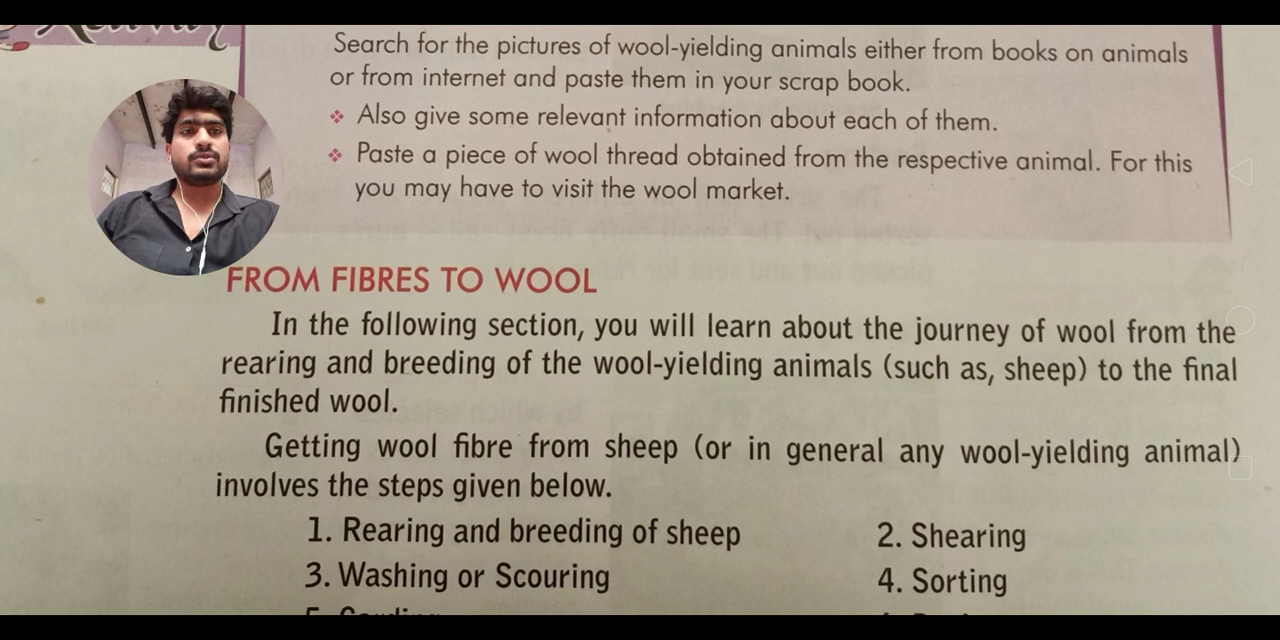 Activity
Search for the pictures of wool-yielding animals either from books on animals
or from internet and paste them in your scrap book.
❖ Also give some relevant information about each of them.
❖ Paste a piece of wool thread obtained from the respective animal. For this
you may have to visit the wool market.
FROM FIBRES TO WOOL
In the following section, you will learn about the journey of wool from the
rearing and breeding of the wool-yielding animals (such as, sheep) to the final
finished wool.
Getting wool fibre from sheep (or in general any wool-yielding animal)
involves the steps given below.
1. Rearing and breeding of sheep 2. Shearing
3. Washing or Scouring 4. Sorting